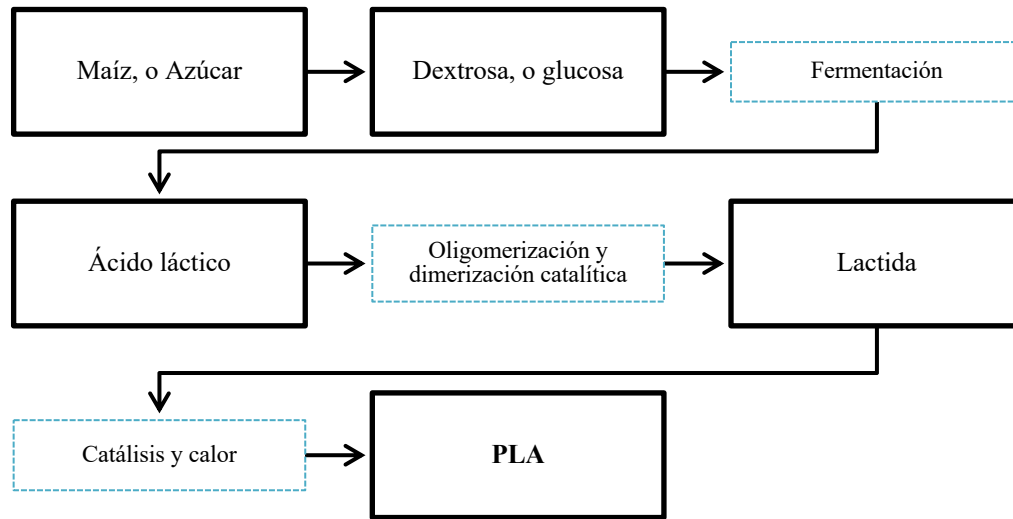 Maíz, o Azúcar
Dextrosa, o glucosa
Fermentación
Ácido láctico
Oligomerización y
dimerización catalítica
Lactida
Catálisis y calor
PLA